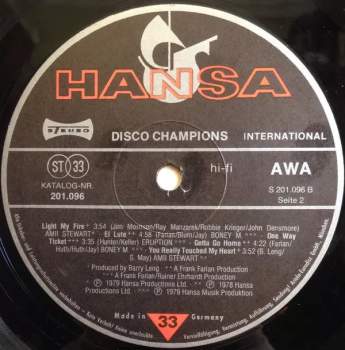 HANSA
STEREO
DISCO CHAMPIONS INTERNATIONAL
ST 33
hi-fi
AWA
KATALOG-NR.
201.096
S 201.096 B
Seite 2
Light My Fire * 3:54 (Jim Morrison/Ray Manzarek/Robbie Krieger/John Densmore)
AMII STEWART* El Lute ** 4:58 (Farian/Blum/Jay) BONEY M. *** One Way
Ticket *** 3:35 (Hunter/Keller) ERUPTION *** Gotta Go Home ** 4:22 (Farian/
Huth/Huth/Jay) BONEY M. *** You Really Touched My Heart * 3:52 (B. Leng/
G. May) AMII STEWART*
* Produced by Barry Leng
** A Frank Farian Production
*** A Frank Farian/Rainer Ehrhardt Production
℗ 1979 Hansa Productions Ltd.
℗ 1978 Hansa
Productions Ltd.
℗ 1979 Hansa Musik Produktion
Made in Germany
33